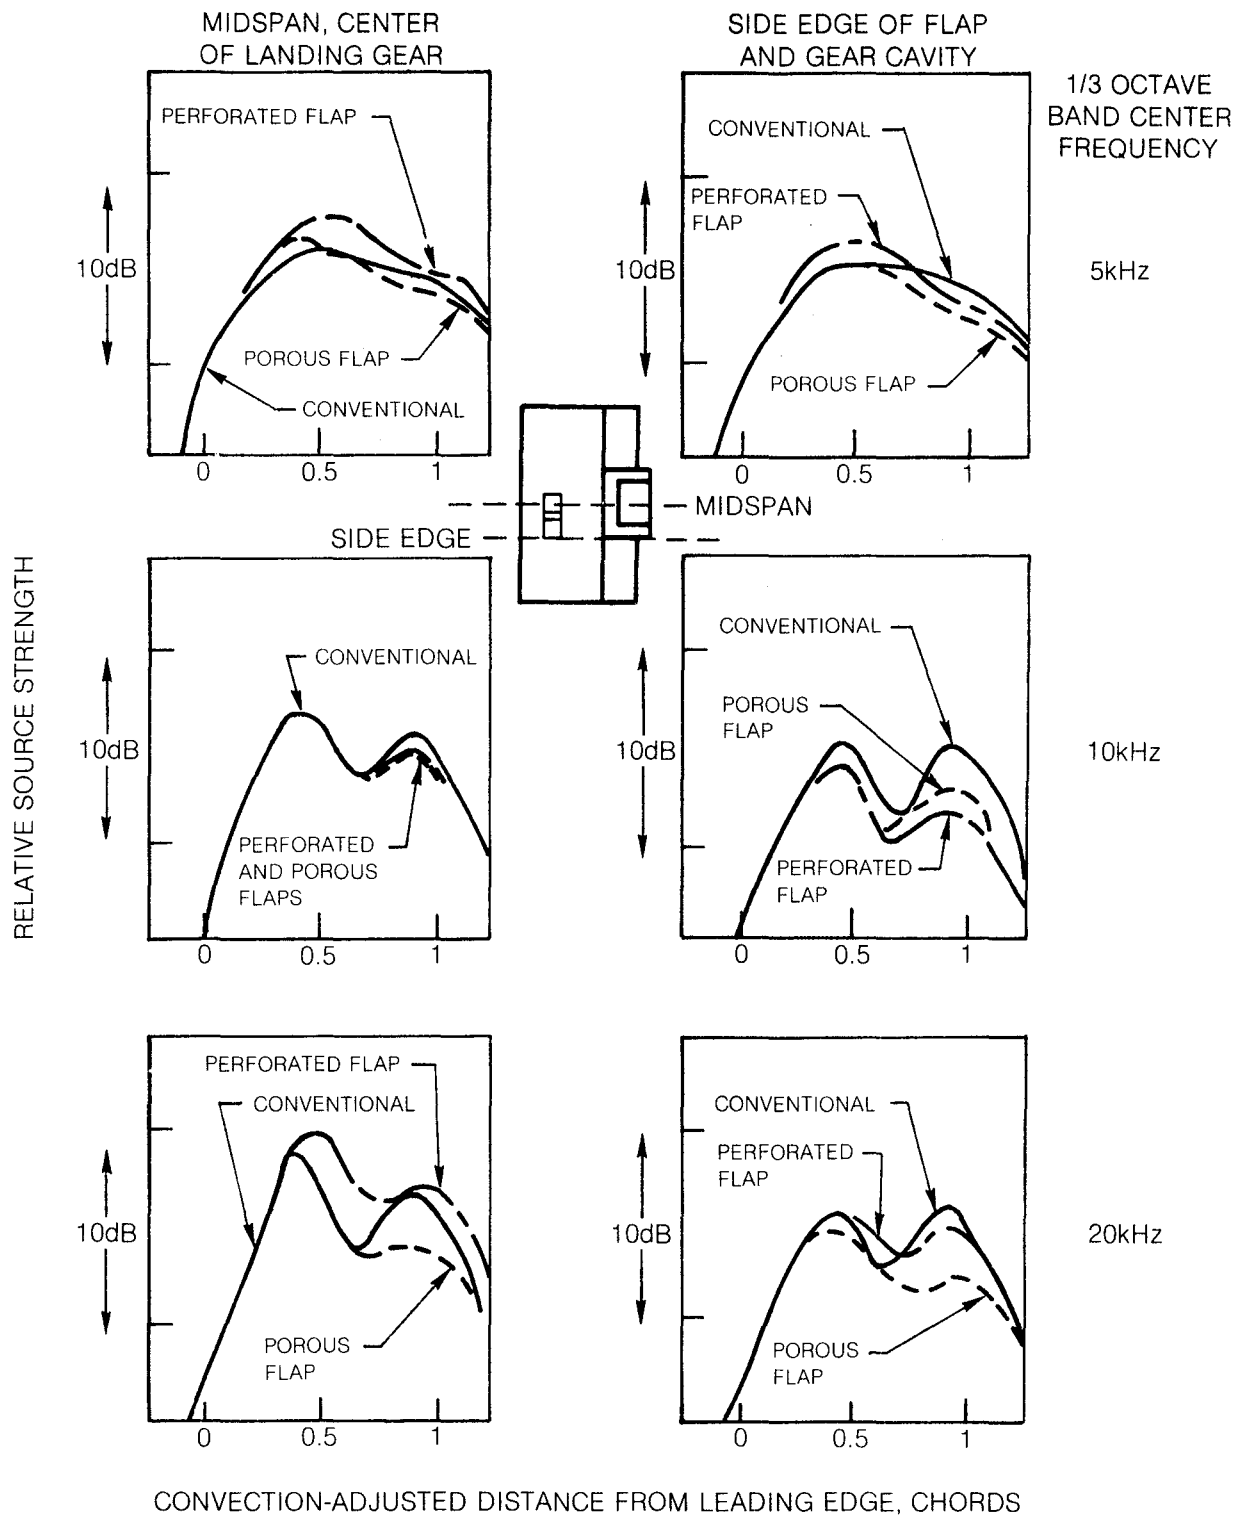 MIDSPAN, CENTER
OF LANDING GEAR
SIDE EDGE OF FLAP
AND GEAR CAVITY
1/3 OCTAVE
BAND CENTER
FREQUENCY
PERFORATED FLAP
10dB
POROUS FLAP
CONVENTIONAL
0 0.5 1
CONVENTIONAL
PERFORATED
FLAP
10dB
POROUS FLAP
0 0.5 1
5kHz
MIDSPAN
SIDE EDGE
RELATIVE SOURCE STRENGTH
CONVENTIONAL
10dB
PERFORATED
AND POROUS
FLAPS
0 0.5 1
CONVENTIONAL
POROUS
FLAP
10dB
PERFORATED
FLAP
0 0.5 1
10kHz
PERFORATED FLAP
CONVENTIONAL
10dB
POROUS
FLAP
0 0.5 1
CONVENTIONAL
PERFORATED
FLAP
10dB
POROUS
FLAP
0 0.5 1
20kHz
CONVECTION-ADJUSTED DISTANCE FROM LEADING EDGE, CHORDS